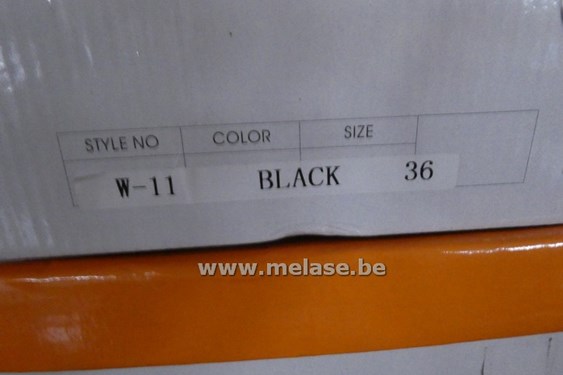 STYLE NO COLOR SIZE
W-11 BLACK 36
www.melase.be